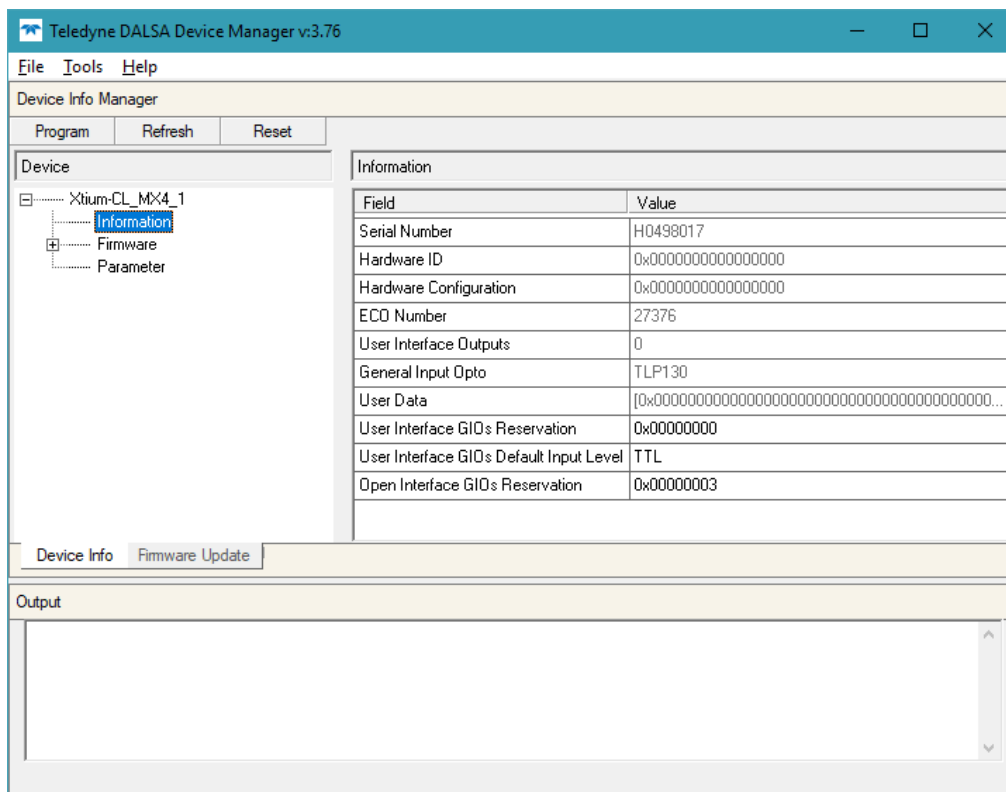 Teledyne DALSA Device Manager v:3.76
File Tools Help
Device Info Manager
Program Refresh Reset
Device
Xtium-CL_MX4_1
Information
Firmware
Parameter
Information
Field Value
Serial Number H0498017
Hardware ID 0x0000000000000000
Hardware Configuration 0x0000000000000000
ECO Number 27376
User Interface Outputs 0
General Input Opto TLP130
User Data [0x0000000000000000000000000000000000000...
User Interface GIOs Reservation 0x00000000
User Interface GIOs Default Input Level TTL
Open Interface GIOs Reservation 0x00000003
Device Info Firmware Update
Output